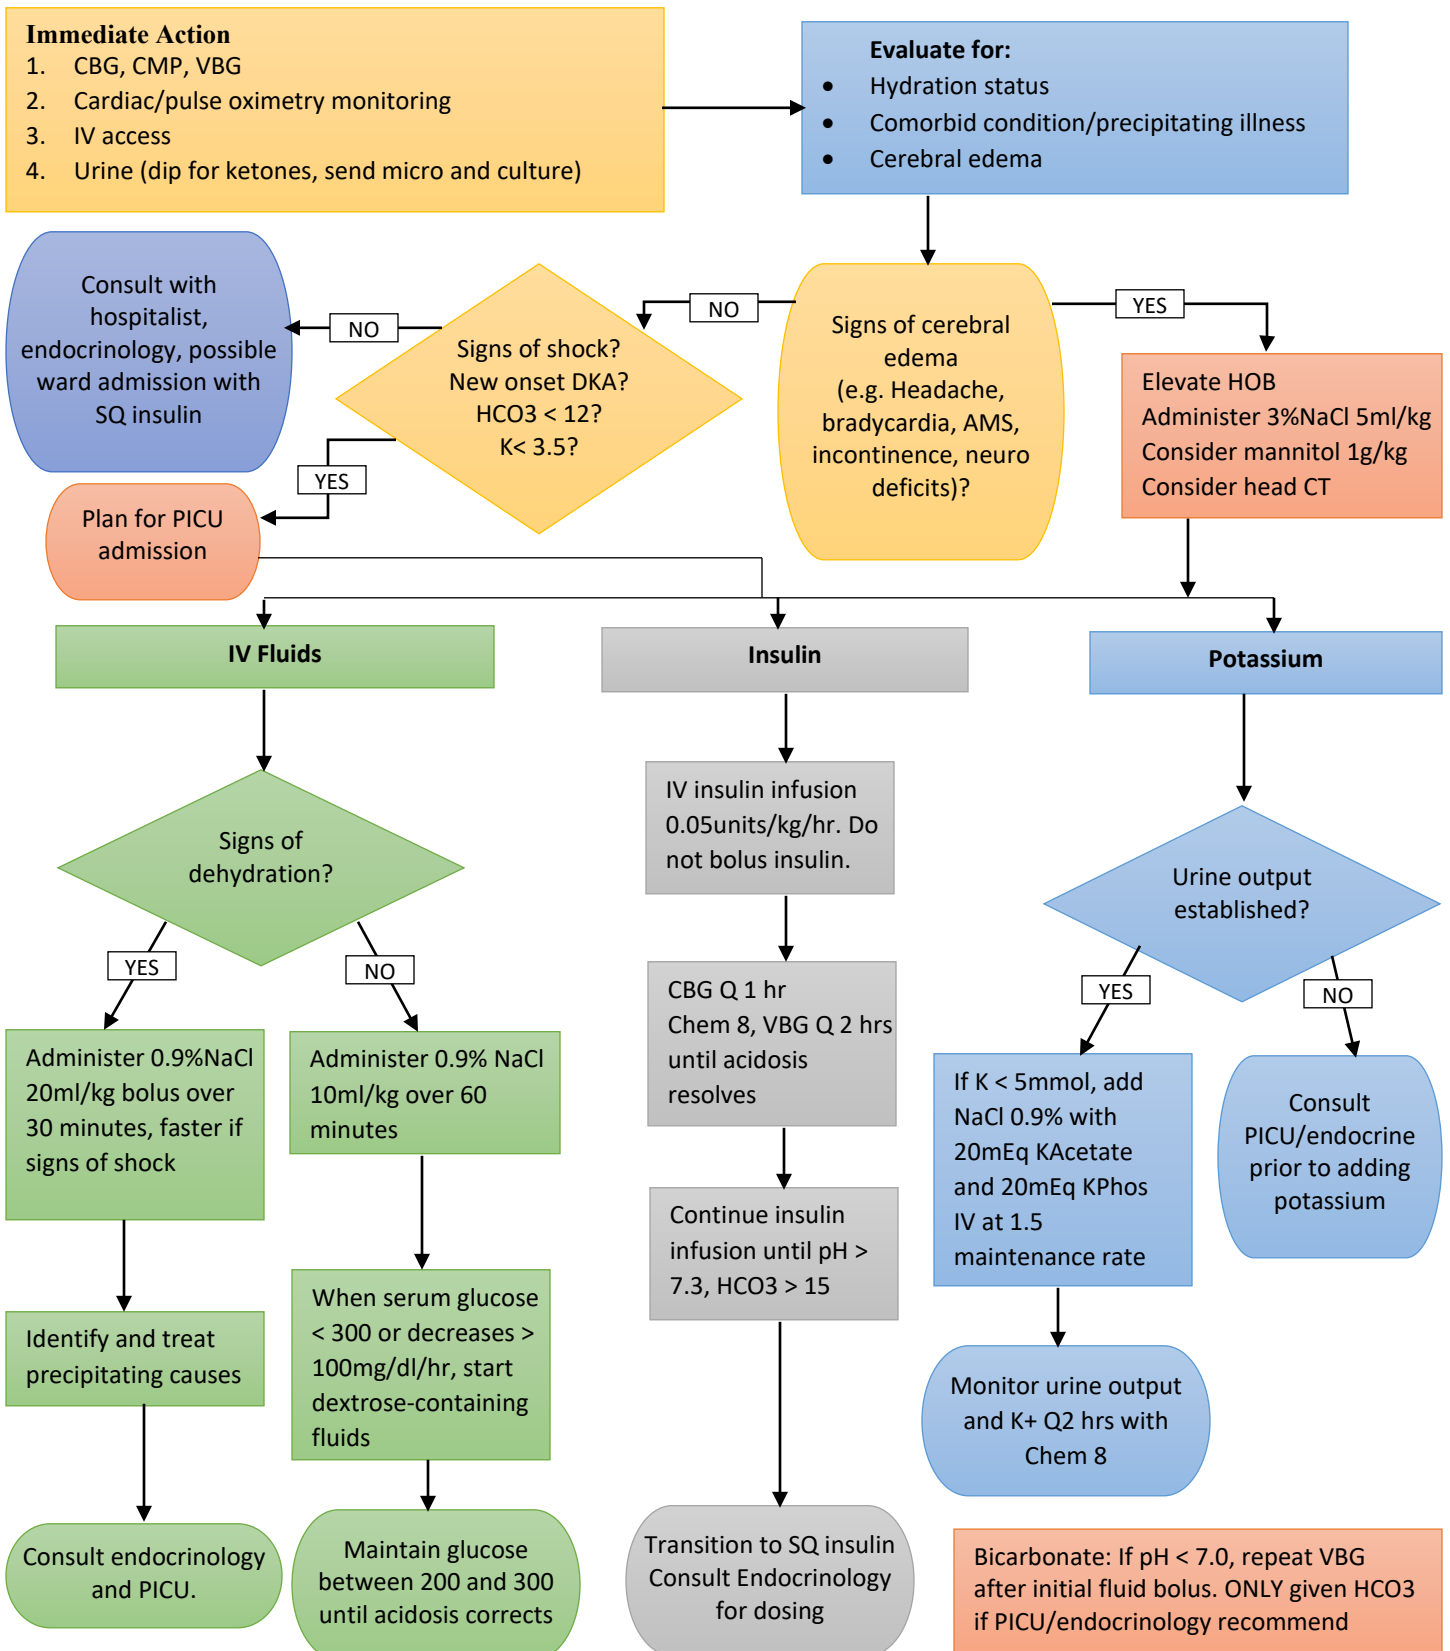 Immediate Action
1. CBG, CMP, VBG
2. Cardiac/pulse oximetry monitoring
3. IV access
4. Urine (dip for ketones, send micro and culture)
Evaluate for:
• Hydration status
• Comorbid condition/precipitating illness
• Cerebral edema
Consult with
hospitalist,
endocrinology, possible
ward admission with
SQ insulin
NO
Signs of shock?
New onset DKA?
HCO3 < 12?
K< 3.5?
NO
Signs of cerebral
edema
(e.g. Headache,
bradycardia, AMS,
incontinence, neuro
deficits)?
YES
Elevate HOB
Administer 3%NaCl 5ml/kg
Consider mannitol 1g/kg
Consider head CT
YES
Plan for PICU
admission
IV Fluids
Insulin
Potassium
Signs of
dehydration?
YES
NO
Administer 0.9%NaCl
20ml/kg bolus over
30 minutes, faster if
signs of shock
Identify and treat
precipitating causes
Consult endocrinology
and PICU.
Administer 0.9% NaCl
10ml/kg over 60
minutes
When serum glucose
< 300 or decreases >
100mg/dl/hr, start
dextrose-containing
fluids
Maintain glucose
between 200 and 300
until acidosis corrects
IV insulin infusion
0.05units/kg/hr. Do
not bolus insulin.
CBG Q 1 hr
Chem 8, VBG Q 2 hrs
until acidosis
resolves
Continue insulin
infusion until pH >
7.3, HCO3 > 15
Transition to SQ insulin
Consult Endocrinology
for dosing
Urine output
established?
YES
NO
If K < 5mmol, add
NaCl 0.9% with
20mEq KAcetate
and 20mEq KPhos
IV at 1.5
maintenance rate
Consult
PICU/endocrine
prior to adding
potassium
Monitor urine output
and K+ Q2 hrs with
Chem 8
Bicarbonate: If pH < 7.0, repeat VBG
after initial fluid bolus. ONLY given HCO3
if PICU/endocrinology recommend